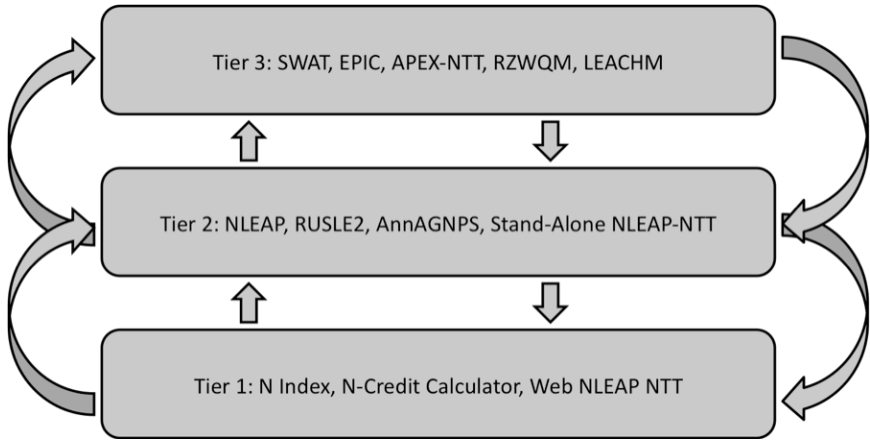 Tier 3: SWAT, EPIC, APEX-NTT, RZWQM, LEACHM
Tier 2: NLEAP, RUSLE2, AnnAGNPS, Stand-Alone NLEAP-NTT
Tier 1: N Index, N-Credit Calculator, Web NLEAP NTT